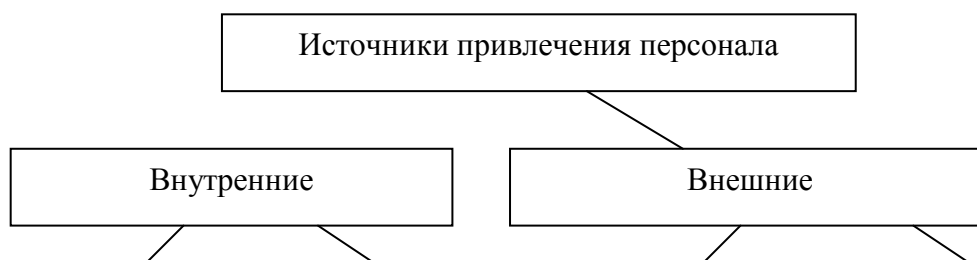 Источники привлечения персонала
Внутренние
Внешние